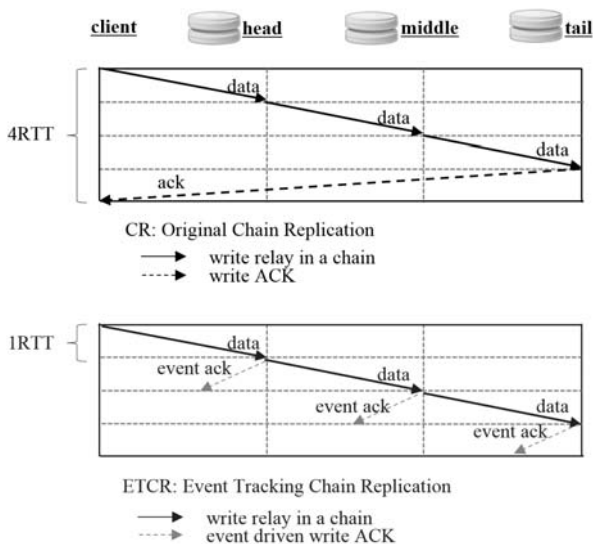 client head middle tail
data
data
4RTT
data
ack
CR: Original Chain Replication
write relay in a chain
write ACK
1RTT
data
event ack
data
event ack
data
event ack
ETCR: Event Tracking Chain Replication
write relay in a chain
event driven write ACK